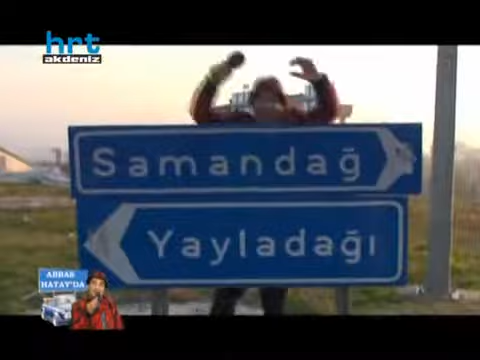 hrt
akdeniz
Samandağ
Yayladağı
ABBAS
HATAY'DA